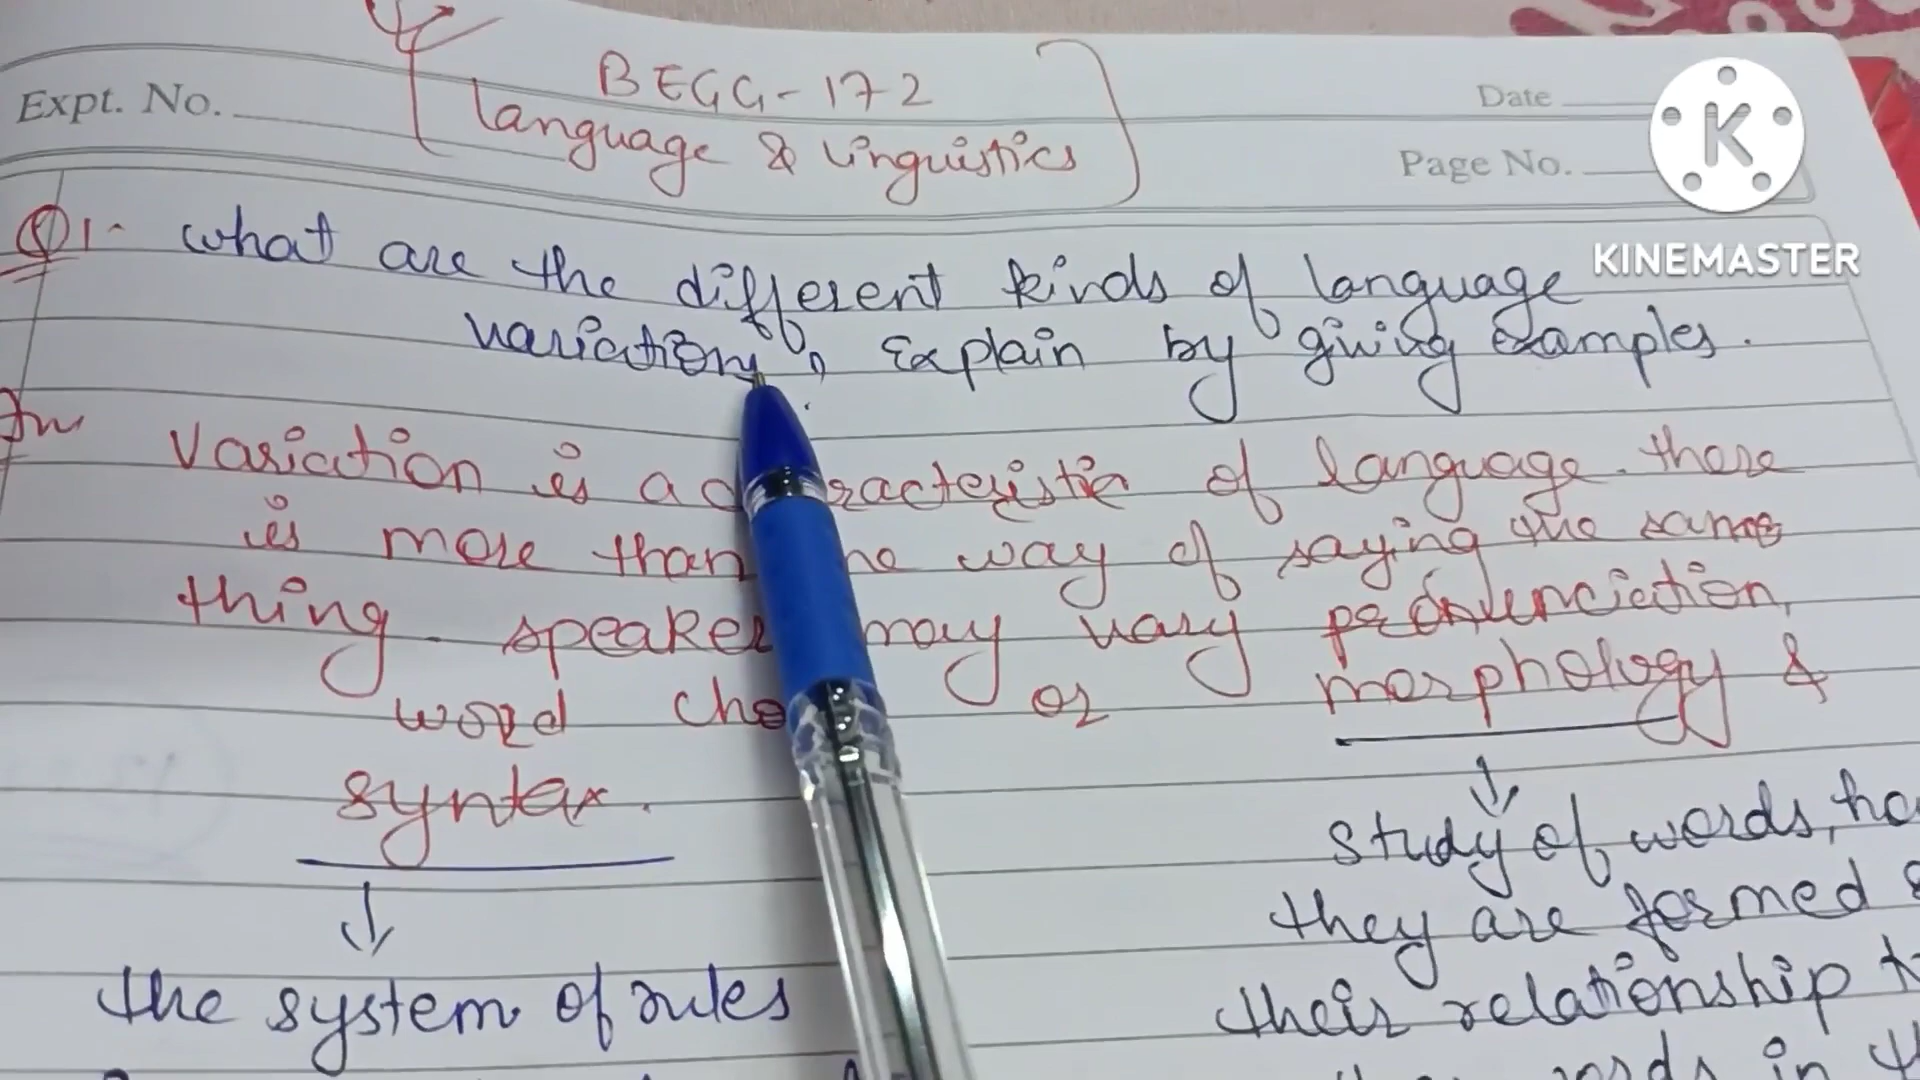 BEGG-172
Language & Linguistics
Expt. No.
Date
Page No.
KINEMASTER
Q1- What are the different kinds of language
variation? Explain by giving examples.
Variation is a characteristic of language. there
is more than one way of saying the same
thing. speaker may vary pronunciation,
word or morphology &
syntax.
↓
study of words,
they are formed
the system of rules
their relationship
in